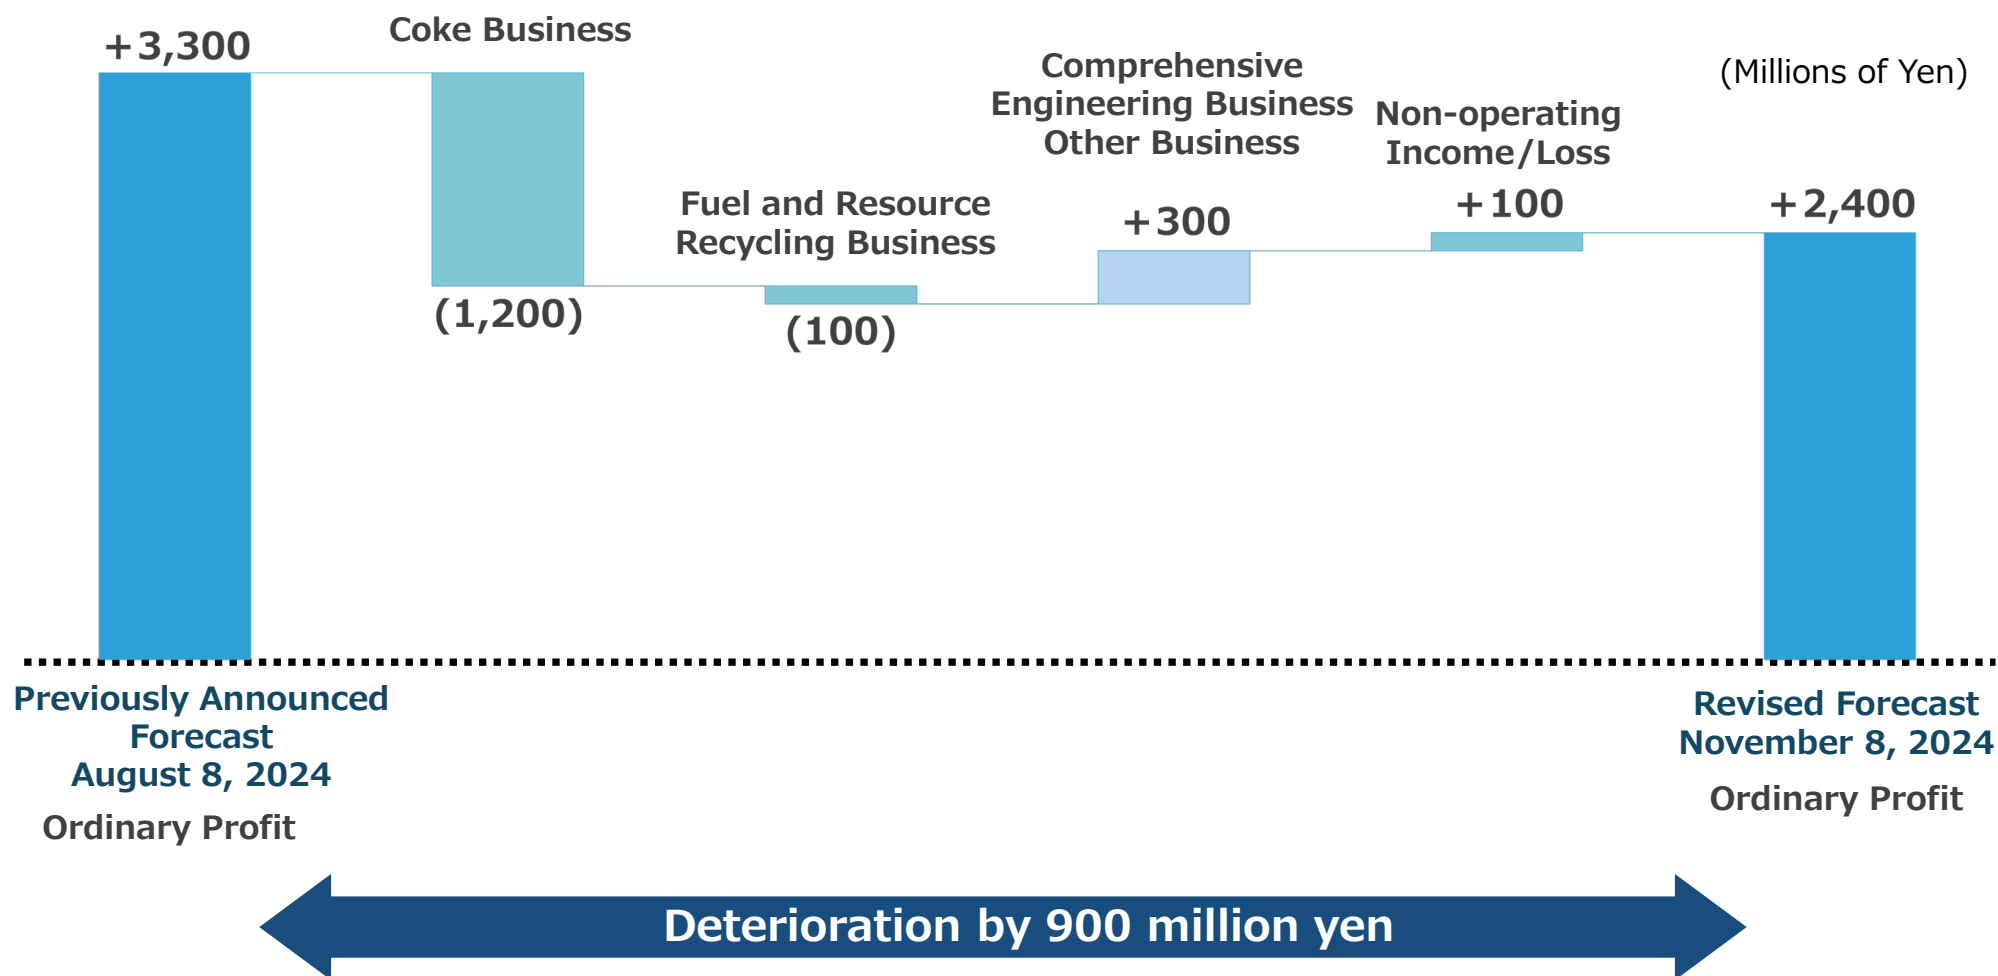 +3,300
Coke Business
(1,200)
Fuel and Resource
Recycling Business
(100)
Comprehensive
Engineering Business
Other Business
+300
Non-operating
Income/Loss
+100
(Millions of Yen)
+2,400
Previously Announced
Forecast
August 8, 2024
Ordinary Profit
Revised Forecast
November 8, 2024
Ordinary Profit
Deterioration by 900 million yen